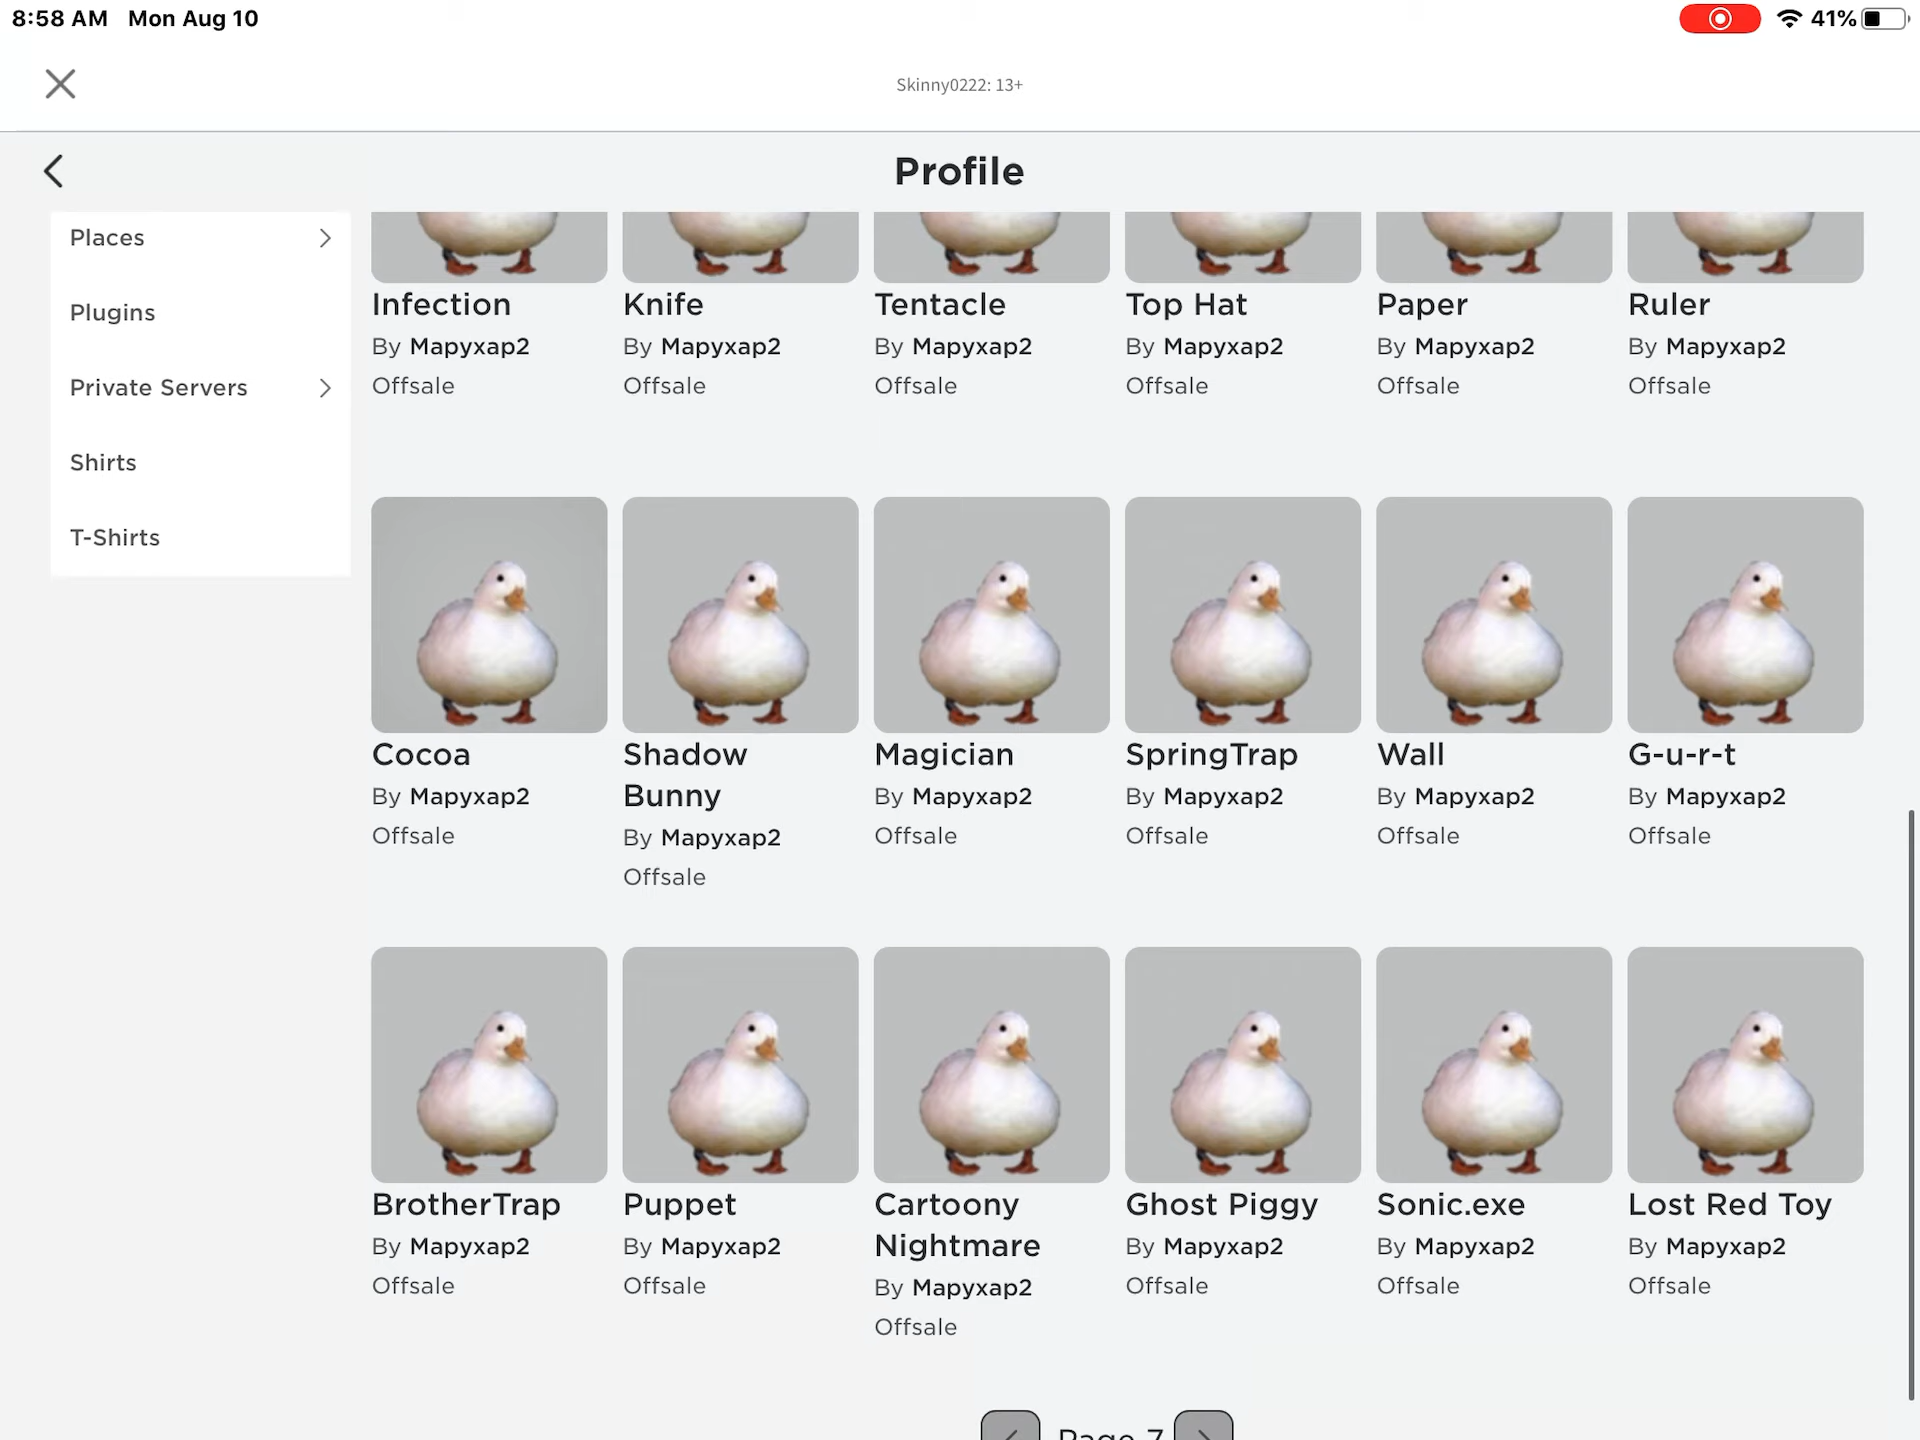 8:58 AM Mon Aug 10
41%
Skinny0222: 13+
Profile
Places
Plugins
Private Servers
Shirts
T-Shirts
Infection
By Mapyxap2
Offsale
Knife
By Mapyxap2
Offsale
Tentacle
By Mapyxap2
Offsale
Top Hat
By Mapyxap2
Offsale
Paper
By Mapyxap2
Offsale
Ruler
By Mapyxap2
Offsale
Cocoa
By Mapyxap2
Offsale
Shadow
Bunny
By Mapyxap2
Offsale
Magician
By Mapyxap2
Offsale
SpringTrap
By Mapyxap2
Offsale
Wall
By Mapyxap2
Offsale
G-u-r-t
By Mapyxap2
Offsale
BrotherTrap
By Mapyxap2
Offsale
Puppet
By Mapyxap2
Offsale
Cartoony
Nightmare
By Mapyxap2
Offsale
Ghost Piggy
By Mapyxap2
Offsale
Sonic.exe
By Mapyxap2
Offsale
Lost Red Toy
By Mapyxap2
Offsale
Page 7